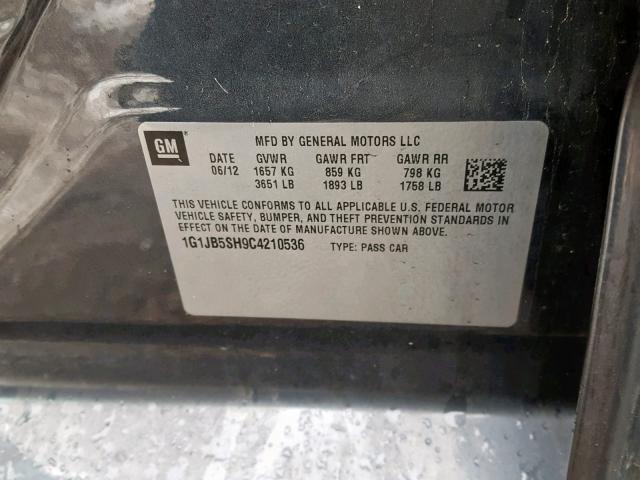 GM
MFD BY GENERAL MOTORS LLC
DATE GVWR GAWR FRT GAWR RR
06/12 1657 KG 859 KG 798 KG
3651 LB 1893 LB 1758 LB
THIS VEHICLE CONFORMS TO ALL APPLICABLE U.S. FEDERAL MOTOR
VEHICLE SAFETY, BUMPER, AND THEFT PREVENTION STANDARDS IN
EFFECT ON THE DATE OF MANUFACTURE SHOWN ABOVE.
1G1JB5SH9C4210536 TYPE: PASS CAR